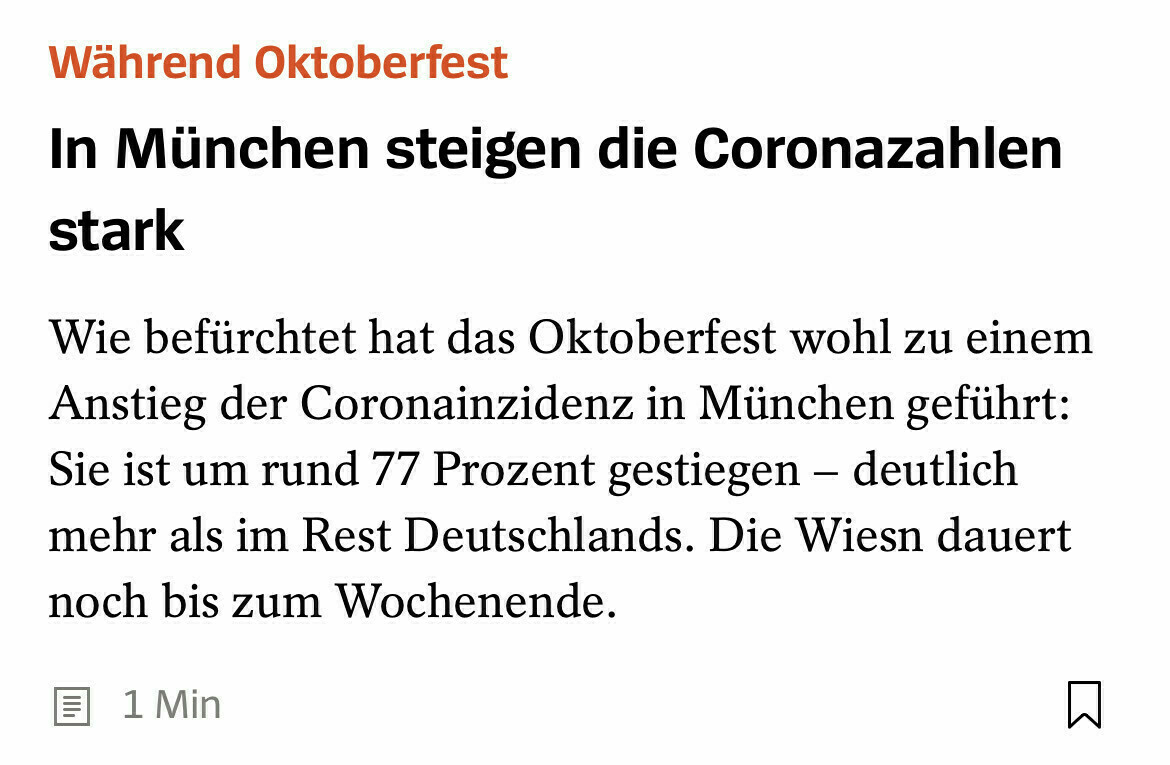 Während Oktoberfest
In München steigen die Coronazahlen
stark
Wie befürchtet hat das Oktoberfest wohl zu einem
Anstieg der Coronainzidenz in München geführt:
Sie ist um rund 77 Prozent gestiegen – deutlich
mehr als im Rest Deutschlands. Die Wiesn dauert
noch bis zum Wochenende.
1 Min